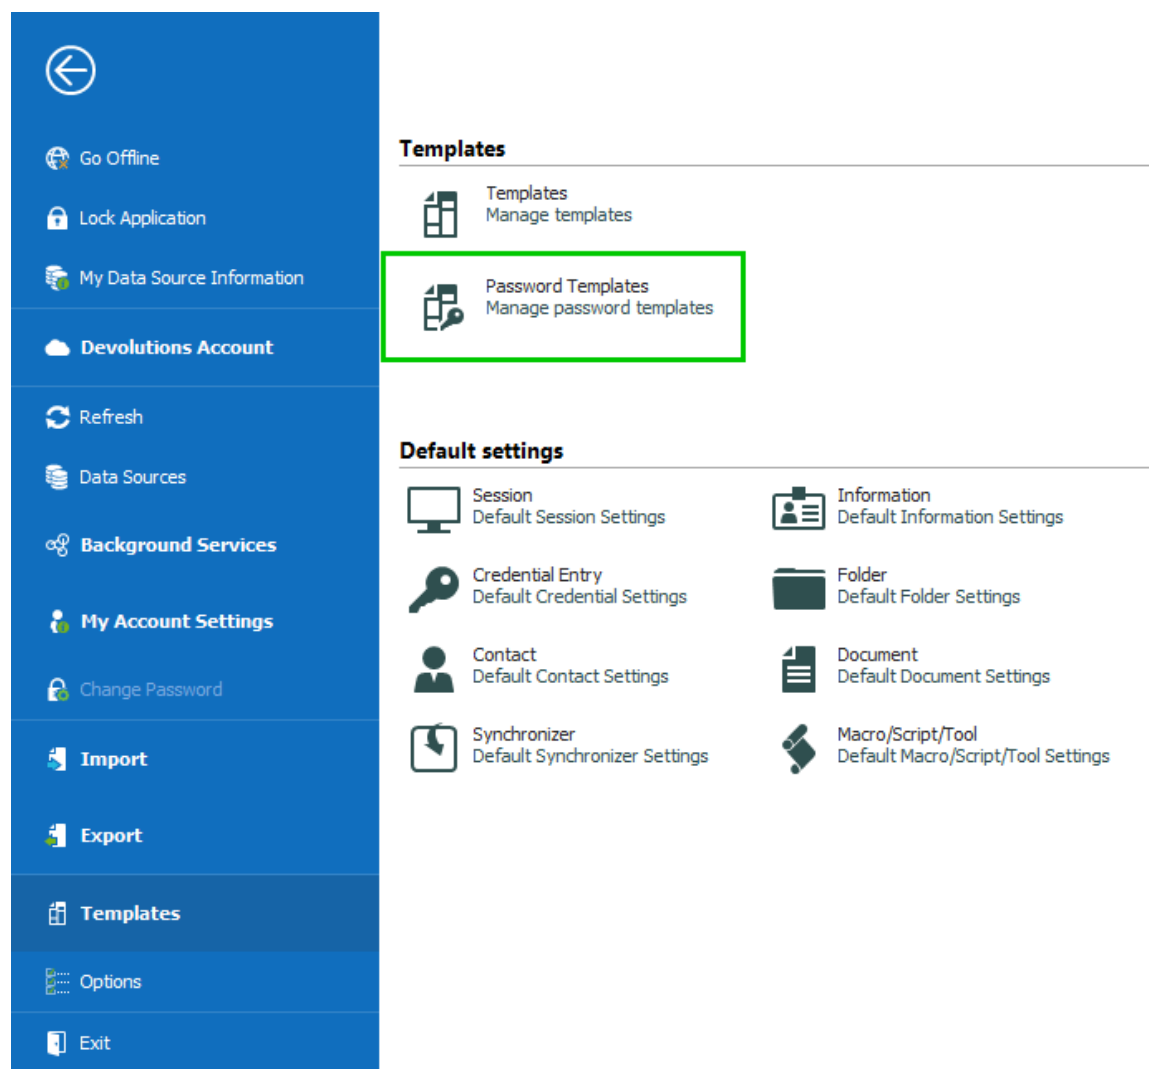 Go Offline
Lock Application
My Data Source Information
Devolutions Account
Refresh
Data Sources
Background Services
My Account Settings
Change Password
Import
Export
Templates
Options
Exit
Templates
Templates
Manage templates
Password Templates
Manage password templates
Default settings
Session
Default Session Settings
Information
Default Information Settings
Credential Entry
Default Credential Settings
Folder
Default Folder Settings
Contact
Default Contact Settings
Document
Default Document Settings
Synchronizer
Default Synchronizer Settings
Macro/Script/Tool
Default Macro/Script/Tool Settings